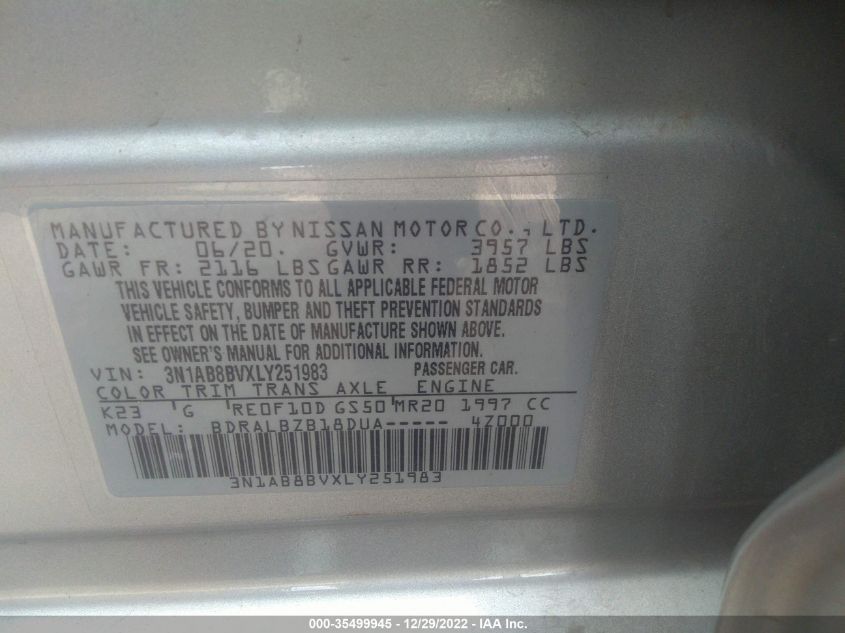 MANUFACTURED BY NISSAN MOTOR CO., LTD.
DATE: 06/20. GVWR: 3957 LBS
GAWR FR: 2116 LBS GAWR RR: 1852 LBS
THIS VEHICLE CONFORMS TO ALL APPLICABLE FEDERAL MOTOR
VEHICLE SAFETY, BUMPER AND THEFT PREVENTION STANDARDS
IN EFFECT ON THE DATE OF MANUFACTURE SHOWN ABOVE.
SEE OWNER'S MANUAL FOR ADDITIONAL INFORMATION.
VIN: 3N1AB8BVXLY251983 PASSENGER CAR.
COLOR TRIM TRANS AXLE ENGINE
K23 'G 'RE0F10D GS50 'MR20 1997 CC
MODEL: BDRALBZB18DUA----- 4Z000
3N1AB8BVXLY251983
000-35499945 - 12/29/2022 - IAA Inc.